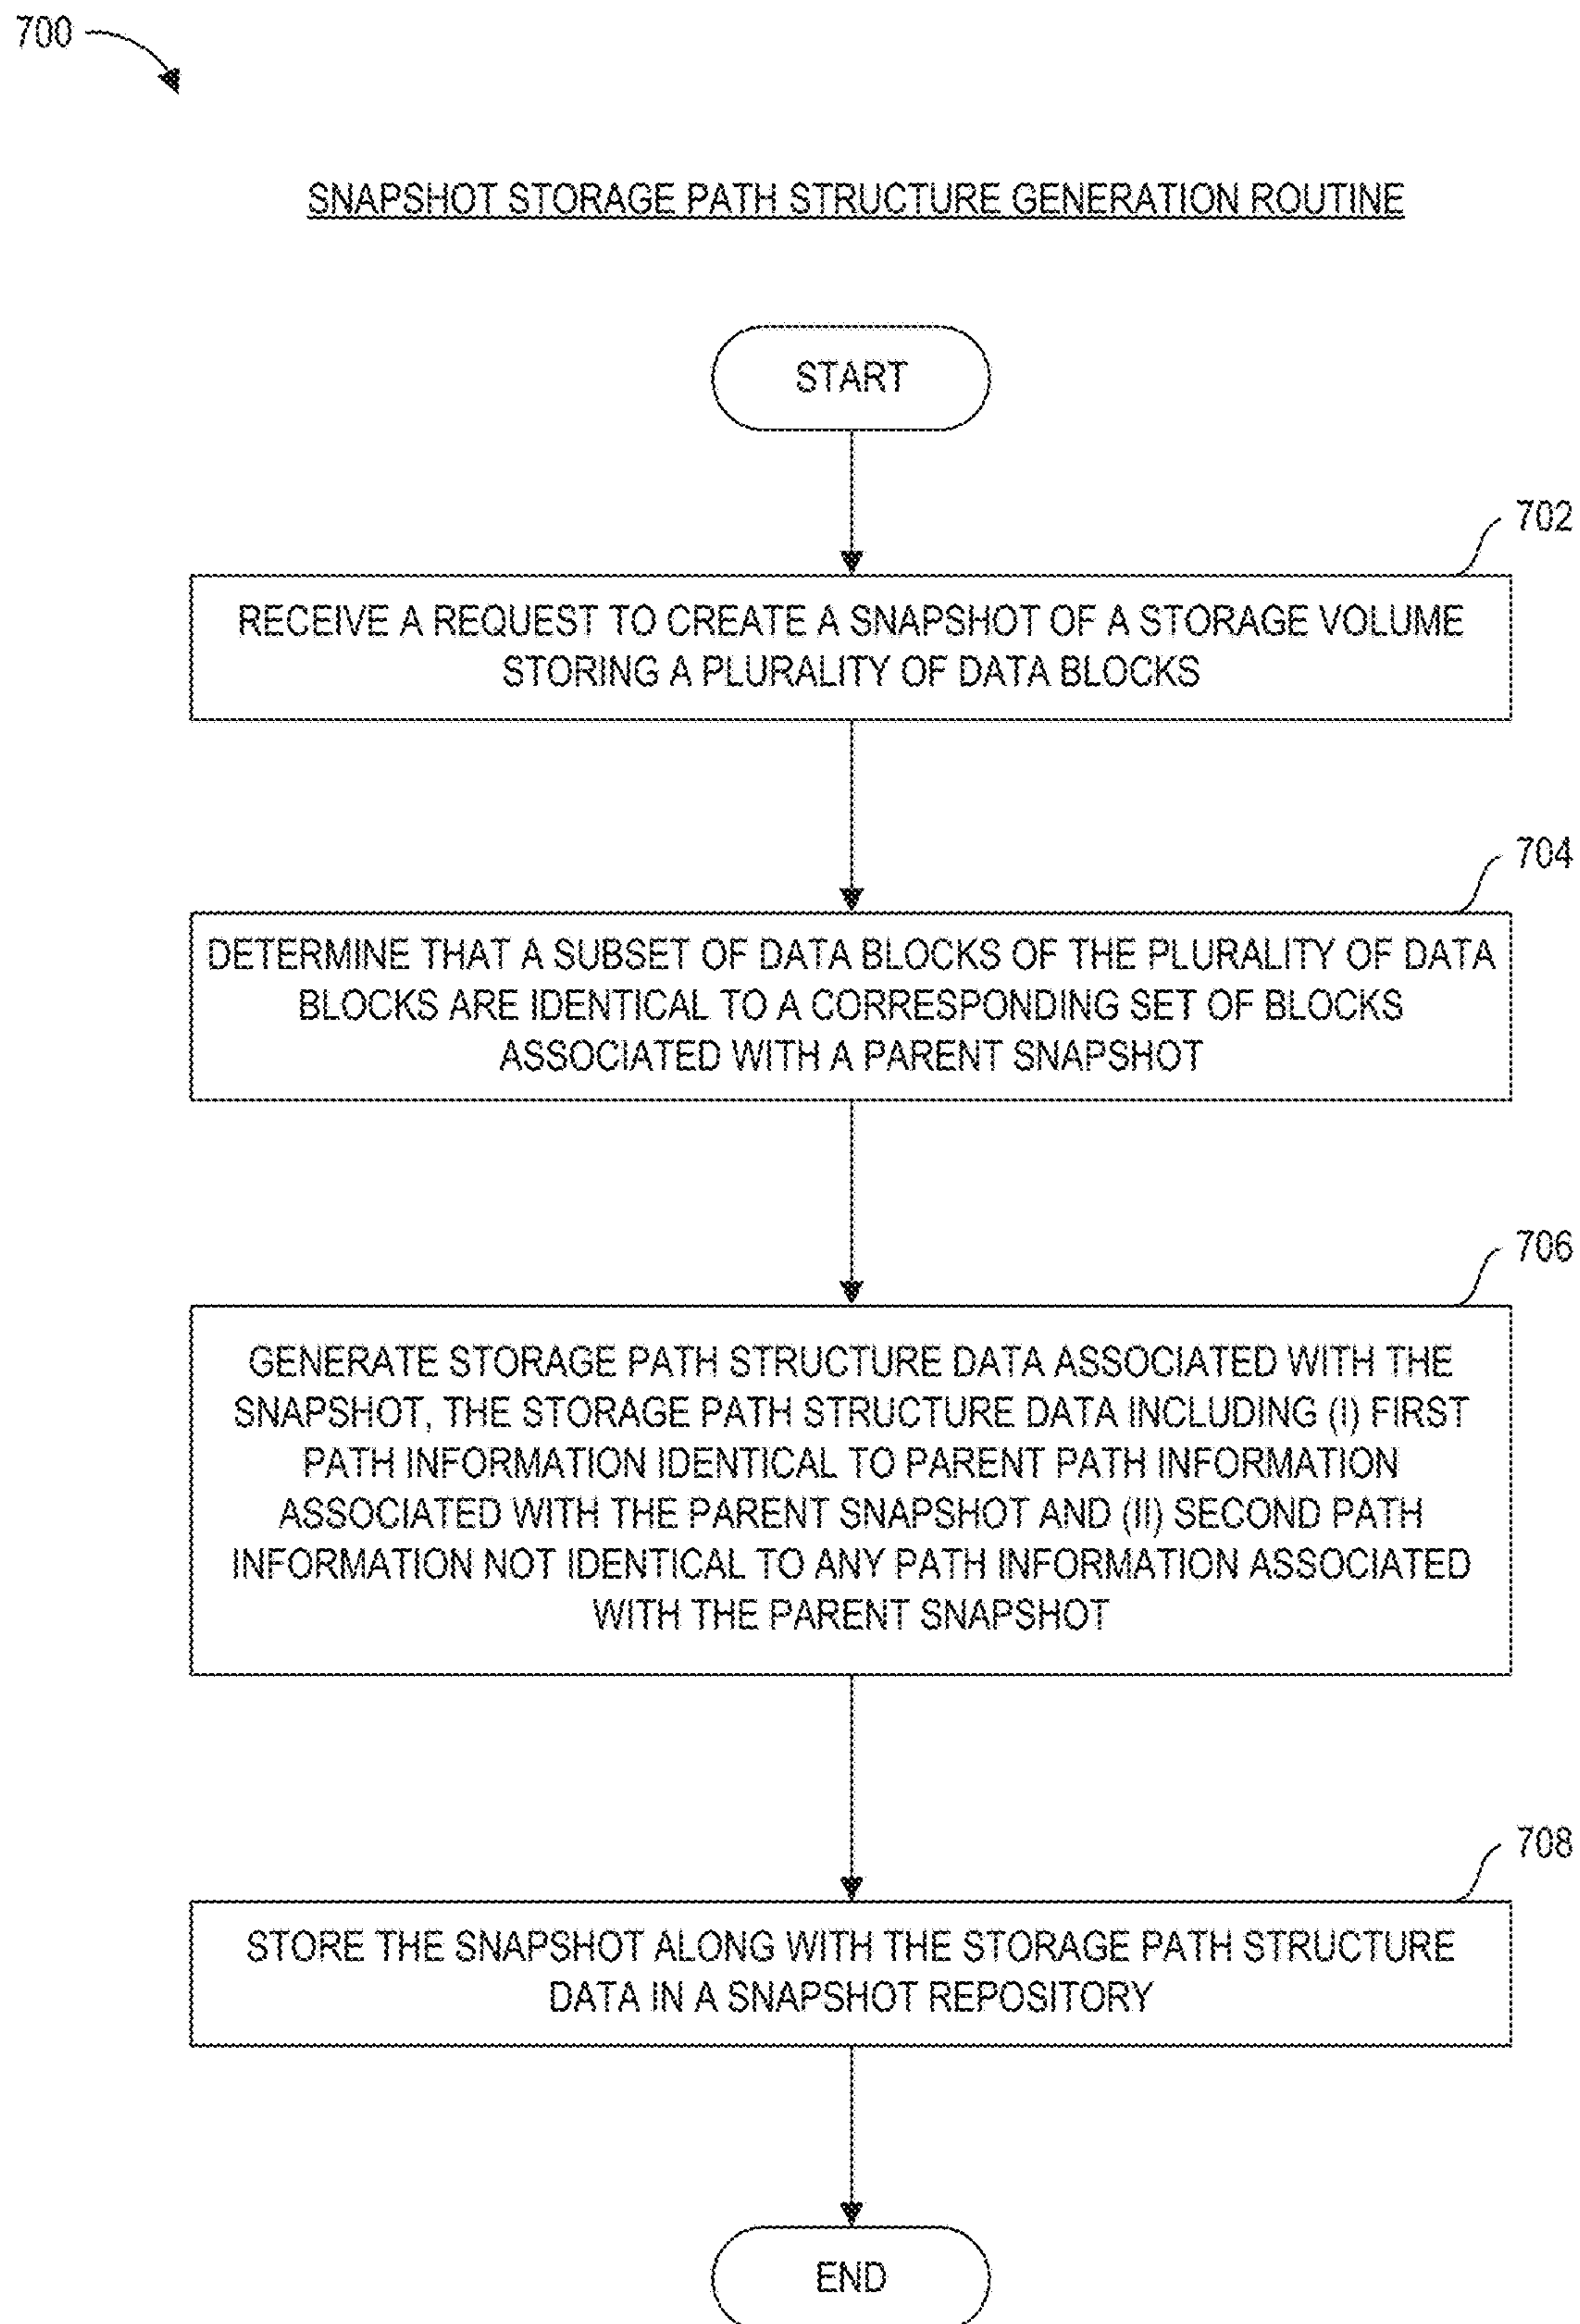 700
SNAPSHOT STORAGE PATH STRUCTURE GENERATION ROUTINE
START
702
RECEIVE A REQUEST TO CREATE A SNAPSHOT OF A STORAGE VOLUME
STORING A PLURALITY OF DATA BLOCKS
704
DETERMINE THAT A SUBSET OF DATA BLOCKS OF THE PLURALITY OF DATA
BLOCKS ARE IDENTICAL TO A CORRESPONDING SET OF BLOCKS
ASSOCIATED WITH A PARENT SNAPSHOT
706
GENERATE STORAGE PATH STRUCTURE DATA ASSOCIATED WITH THE
SNAPSHOT, THE STORAGE PATH STRUCTURE DATA INCLUDING (I) FIRST
PATH INFORMATION IDENTICAL TO PARENT PATH INFORMATION
ASSOCIATED WITH THE PARENT SNAPSHOT AND (II) SECOND PATH
INFORMATION NOT IDENTICAL TO ANY PATH INFORMATION ASSOCIATED
WITH THE PARENT SNAPSHOT
708
STORE THE SNAPSHOT ALONG WITH THE STORAGE PATH STRUCTURE
DATA IN A SNAPSHOT REPOSITORY
END